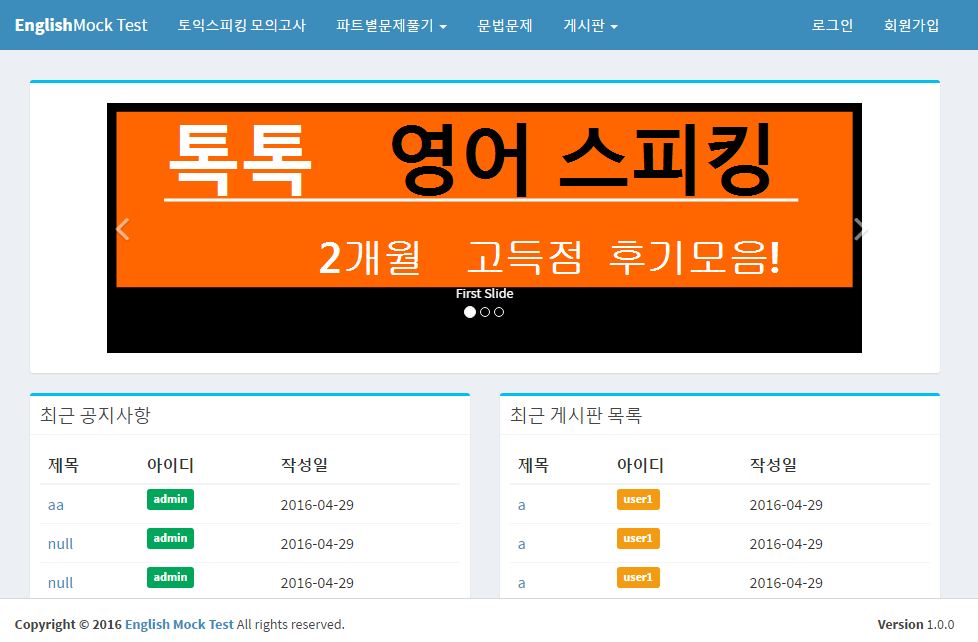 EnglishMock Test 토익스피킹 모의고사 파트별문제풀기 문법문제 게시판 로그인 회원가입
톡톡 영어 스피킹
2개월 고득점 후기모음!
First Slide
최근 공지사항
제목 아이디 작성일
aa admin 2016-04-29
null admin 2016-04-29
null admin 2016-04-29
최근 게시판 목록
제목 아이디 작성일
a user1 2016-04-29
a user1 2016-04-29
a user1 2016-04-29
Copyright © 2016 English Mock Test All rights reserved. Version 1.0.0